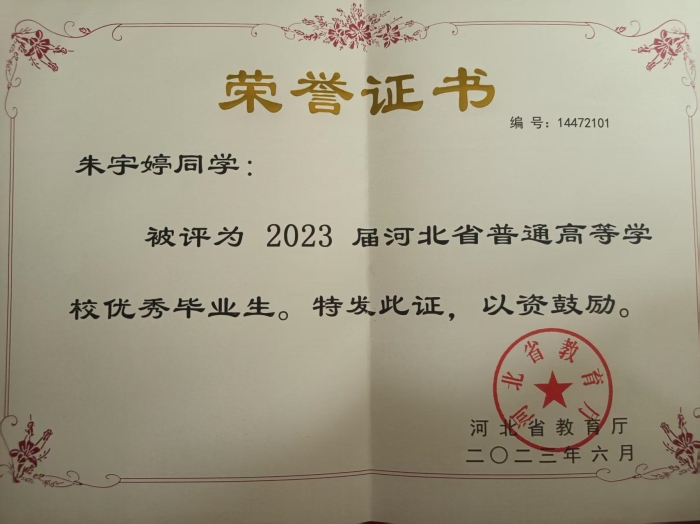 荣誉证书
编 号：14472101
朱宇婷同学：
被评为 2023 届河北省普通高等学
校优秀毕业生。特发此证，以资鼓励。
河北省教育厅
河北省教育厅
二〇二三年六月